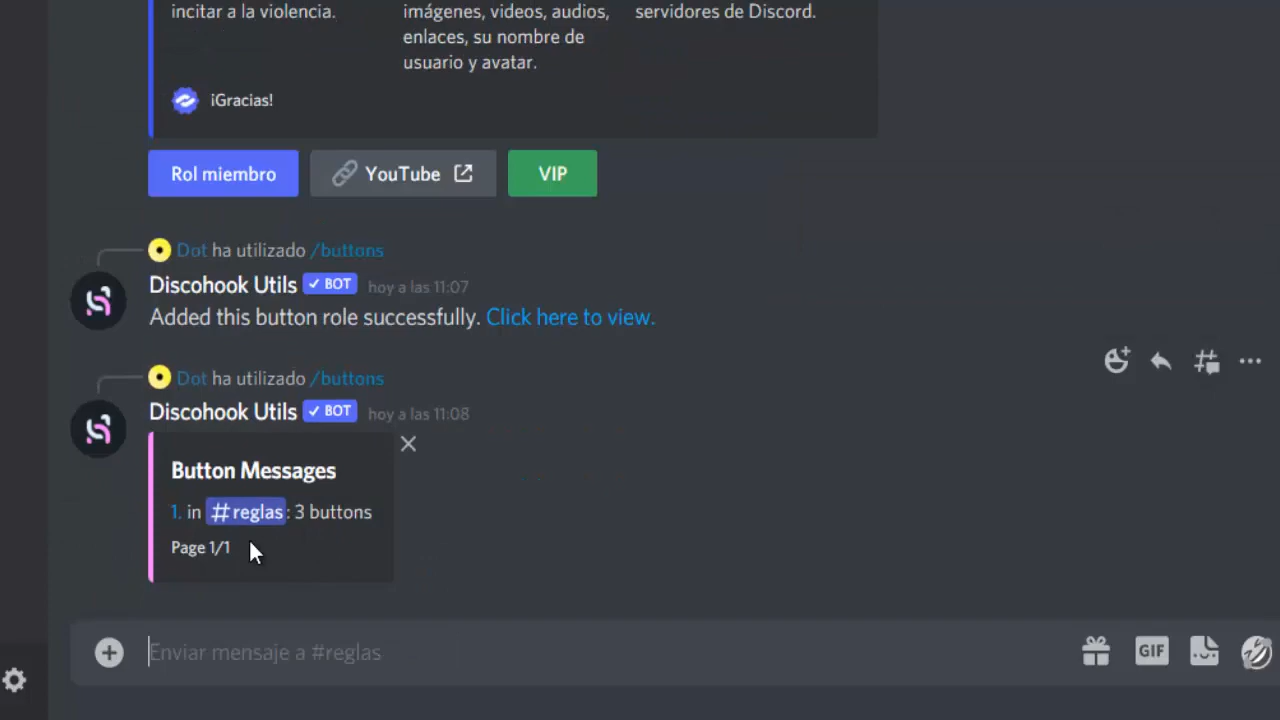 incitar a la violencia.
imágenes, videos, audios,
enlaces, su nombre de
usuario y avatar.
servidores de Discord.
¡Gracias!
Rol miembro
YouTube
VIP
Dot ha utilizado /buttons
Discohook Utils ✓ BOT hoy a las 11:07
Added this button role successfully. Click here to view.
Dot ha utilizado /buttons
Discohook Utils ✓ BOT hoy a las 11:08
Button Messages
1. in #reglas: 3 buttons
Page 1/1
Enviar mensaje a #reglas
GIF